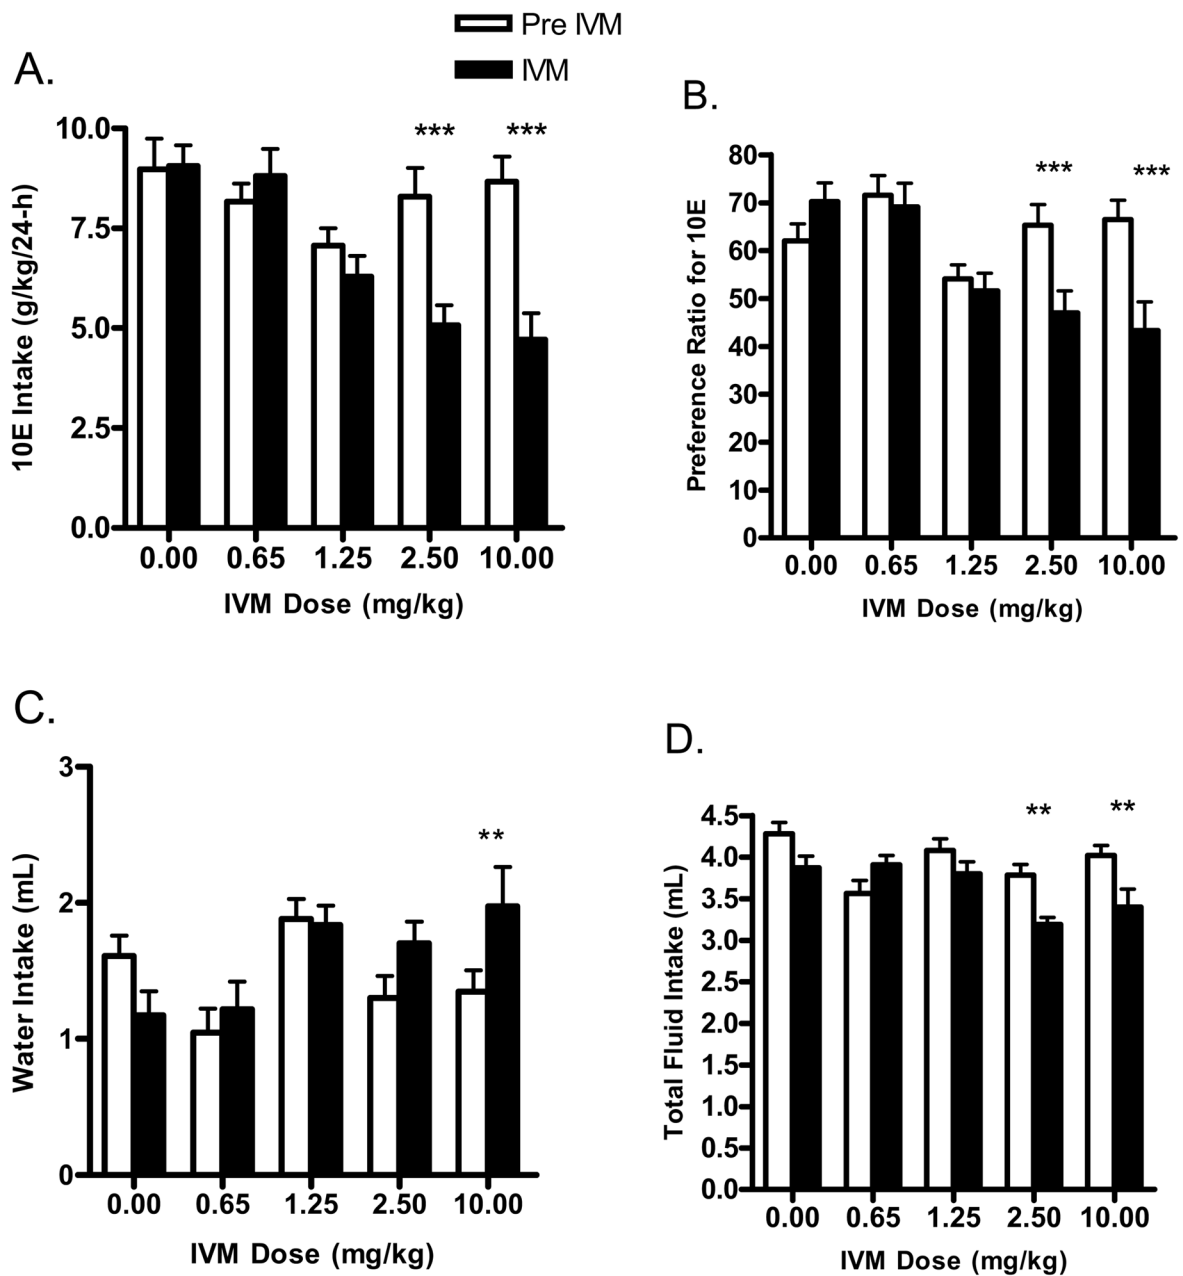 Pre IVM
IVM
A.
10E Intake (g/kg/24-h)
10.0
7.5
5.0
2.5
0.0
*** ***
0.00 0.65 1.25 2.50 10.00
IVM Dose (mg/kg)
B.
Preference Ratio for 10E
80
70
60
50
40
30
20
10
0
*** ***
0.00 0.65 1.25 2.50 10.00
IVM Dose (mg/kg)
C.
Water Intake (mL)
3
2
1
0
**
0.00 0.65 1.25 2.50 10.00
IVM Dose (mg/kg)
D.
Total Fluid Intake (mL)
4.5
4.0
3.5
3.0
2.5
2.0
1.5
1.0
0.5
0.0
** **
0.00 0.65 1.25 2.50 10.00
IVM Dose (mg/kg)